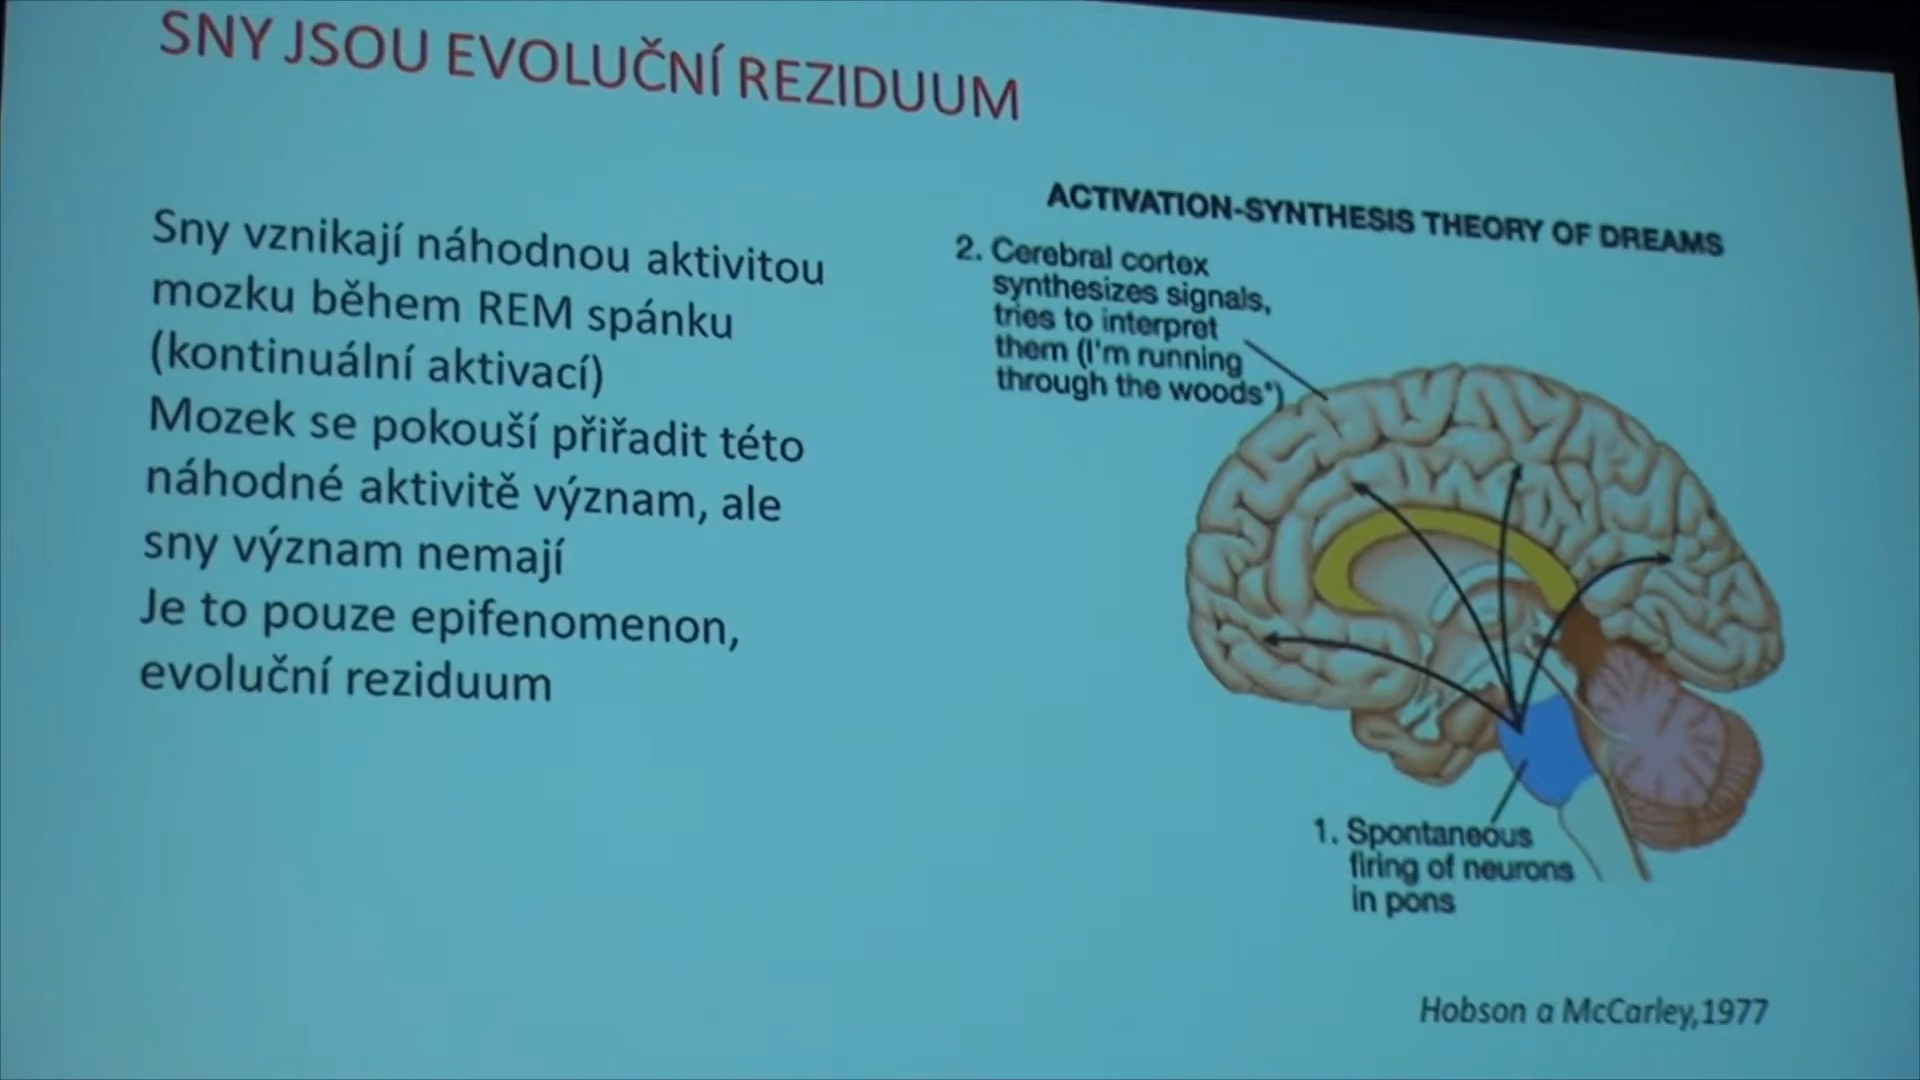 SNY JSOU EVOLUČNÍ REZIDUUM
Sny vznikají náhodnou aktivitou
mozku během REM spánku
(kontinuální aktivací)
Mozek se pokouší přiřadit této
náhodné aktivitě význam, ale
sny význam nemají
Je to pouze epifenomenon,
evoluční reziduum
ACTIVATION-SYNTHESIS THEORY OF DREAMS
2. Cerebral cortex
synthesizes signals,
tries to interpret
them (I'm running
through the woods")
1. Spontaneous
firing of neurons
in pons
Hobson a McCarley,1977